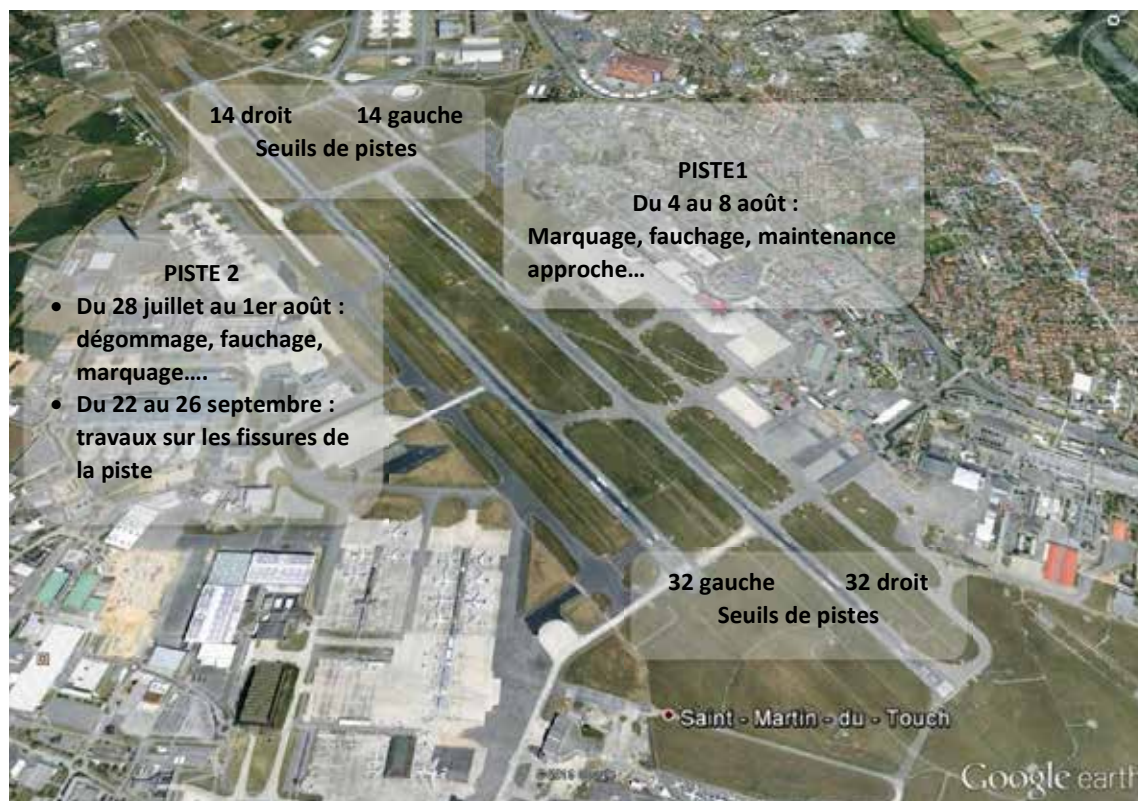 14 droit 14 gauche
Seuils de pistes
PISTE1
Du 4 au 8 août :
Marquage, fauchage, maintenance
approche…
PISTE 2
• Du 28 juillet au 1er août :
dégommage, fauchage,
marquage….
• Du 22 au 26 septembre :
travaux sur les fissures de
la piste
32 gauche 32 droit
Seuils de pistes
Saint - Martin - du - Touch
Google earth